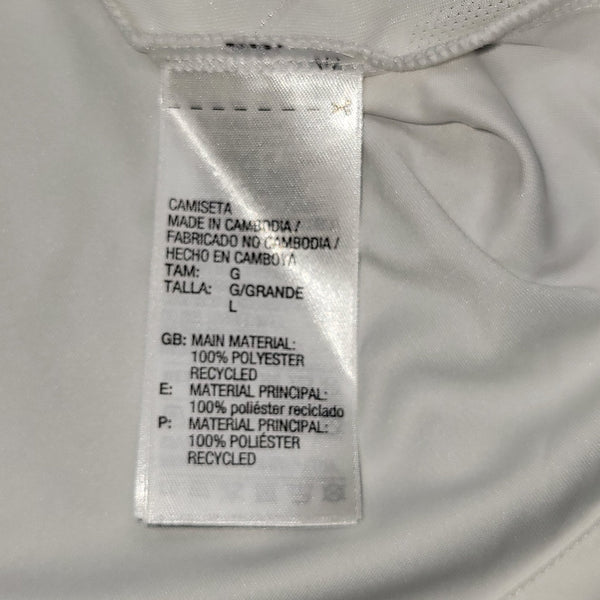 CAMISETA
MADE IN CAMBODIA /
FABRICADO NO CAMBODIA /
HECHO EN CAMBOYA
TAM: G
TALLA: G/GRANDE
L
GB: MAIN MATERIAL:
100% POLYESTER
RECYCLED
E: MATERIAL PRINCIPAL:
100% poliéster reciclado
P: MATERIAL PRINCIPAL:
100% POLIÉSTER
RECYCLED